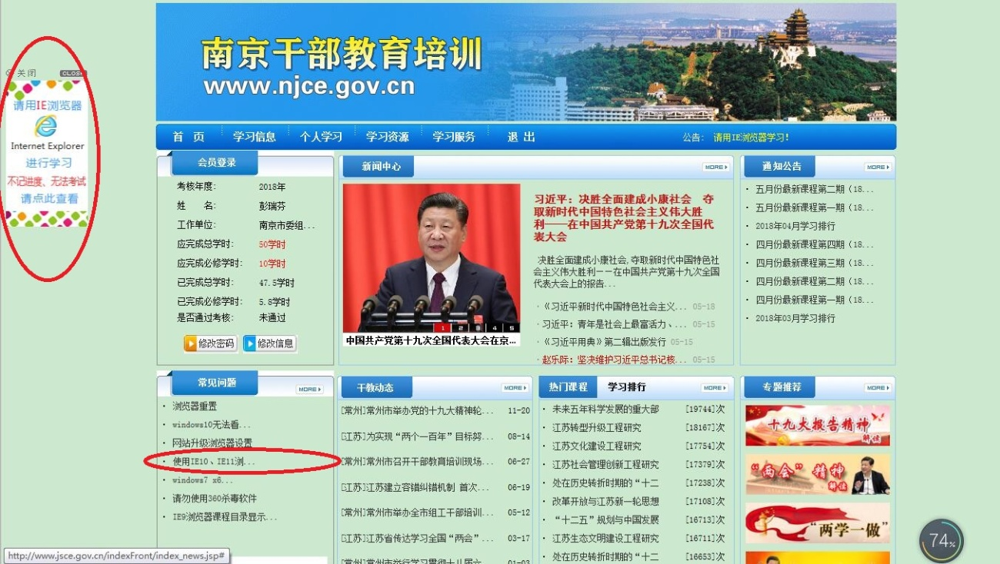 南京干部教育培训
www.njce.gov.cn
关闭
CLOSE
请用IE浏览器
Internet Explorer
进行学习
不记进度、无法考试
请点此查看
首 页
学习信息
个人学习
学习资源
学习服务
退 出
公告: 请用IE浏览器学习!
会员登录
考核年度: 2018年
姓 名: 彭瑞芬
工作单位: 南京市委组...
应完成总学时: 50学时
应完成必修学时: 10学时
已完成总学时: 47.5学时
已完成必修学时: 5.8学时
是否通过考核: 未通过
修改密码
修改信息
新闻中心
MORE
1 2 3 4 5
中国共产党第十九次全国代表大会在京...
习近平：决胜全面建成小康社会 夺
取新时代中国特色社会主义伟大胜
利——在中国共产党第十九次全国代
表大会
决胜全面建成小康社会,夺取新时代中国特色社
会主义伟大胜利——在中国共产党第十九次全国
代表大会上的报告...
·《习近平新时代中国特色社会主义... 05-18
·习近平：青年是社会上最富活力、... 05-15
·《习近平用典》第二辑出版发行 05-15
·赵乐际：坚决维护习近平总书记核... 05-15
通知公告
MORE
· 五月份最新课程第二期（18...
· 五月份最新课程第一期（18...
· 2018年04月学习排行
· 四月份最新课程第四期（18...
· 四月份最新课程第三期（18...
· 四月份最新课程第二期（18...
· 四月份最新课程第一期（18...
· 2018年03月学习排行
常见问题
MORE
· 浏览器重置
· windows10无法看...
· 网站升级浏览器设置
· 使用IE10、IE11浏...
· windows7 x6...
· 请勿使用360杀毒软件
· IE9浏览器课程目录显示...
干教动态
MORE
[常州]常州市举办党的十九大精神轮... 11-20
[江苏]为实现“两个一百年”目标努... 08-14
[常州]常州市召开干部教育培训现场... 06-27
[江苏]江苏建立容错纠错机制 首次... 06-19
[常州]常州市举办全市组工干部培训... 05-12
[江苏]江苏省传达学习全国“两会”... 03-17
[常州]常州市举行学习贯彻十八届六... 01-03
热门课程
学习排行
MORE
· 未来五年科学发展的重大部 [19744]次
· 江苏转型升级工程研究 [18167]次
· 江苏文化建设工程研究 [17754]次
· 江苏社会管理创新工程研究 [17379]次
· 处在历史转折时期的“十二 [17238]次
· 改革开放与江苏新一轮思想 [17108]次
· “十二五”规划与中国发展 [16713]次
· 江苏生态文明建设工程研究 [16711]次
· 处在历史转折时期的“十二 [16653]次
专题推荐
MORE
十九大报告精神
解读
“两会”精神
解读
“两学一做”
http://www.jsce.gov.cn/indexFront/index_news.jsp#
74%